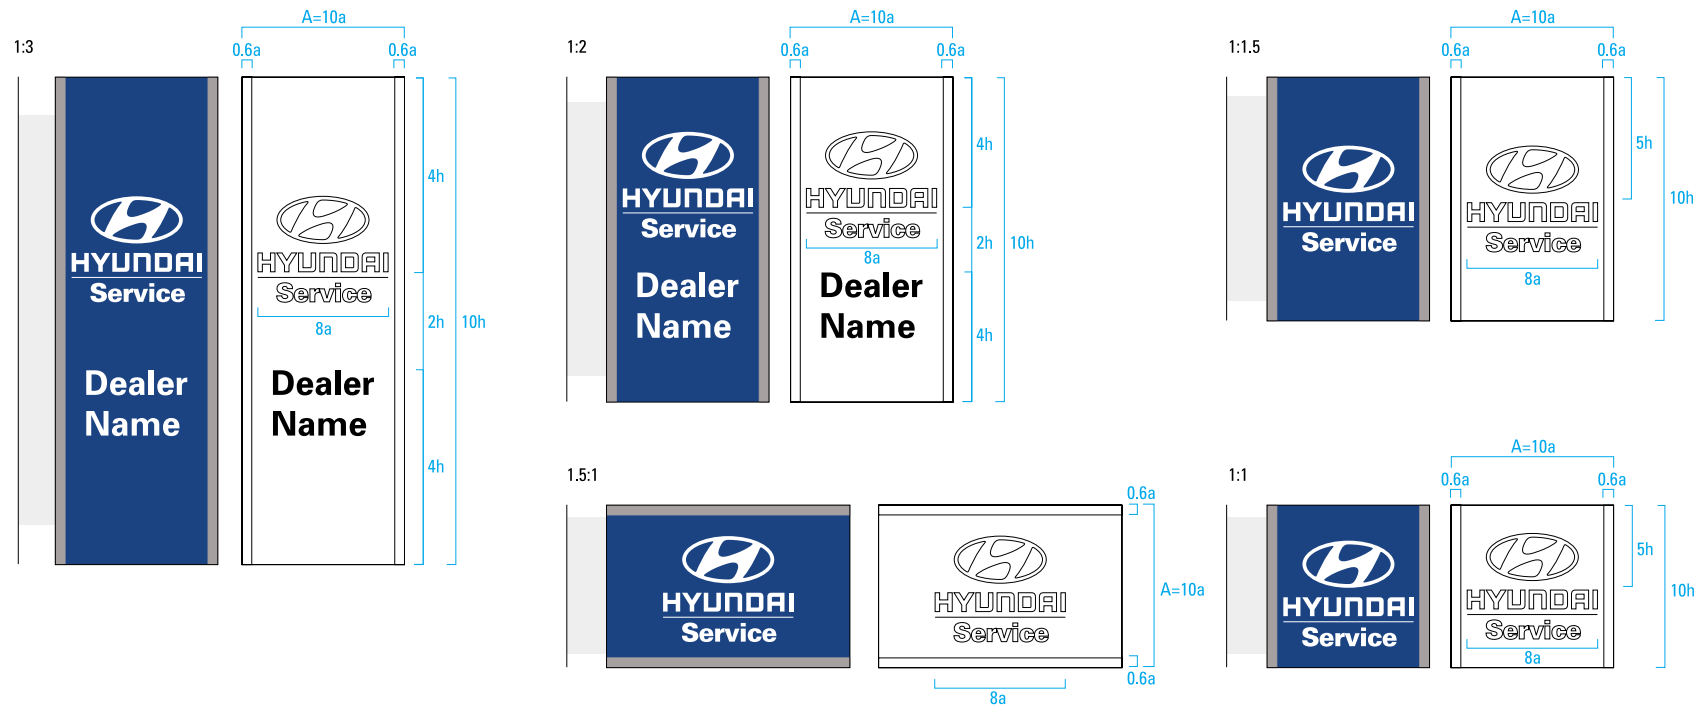 1:3
A=10a
0.6a
0.6a
HYUNDAI
Service
Dealer
Name
HYUNDAI
Service
8a
Dealer
Name
4h
2h
4h
10h
1:2
A=10a
0.6a
0.6a
HYUNDAI
Service
Dealer
Name
HYUNDAI
Service
8a
Dealer
Name
4h
2h
4h
10h
1:1.5
A=10a
0.6a
0.6a
HYUNDAI
Service
HYUNDAI
Service
8a
5h
10h
1.5:1
HYUNDAI
Service
HYUNDAI
Service
8a
0.6a
A=10a
0.6a
1:1
A=10a
0.6a
0.6a
HYUNDAI
Service
HYUNDAI
Service
8a
5h
10h